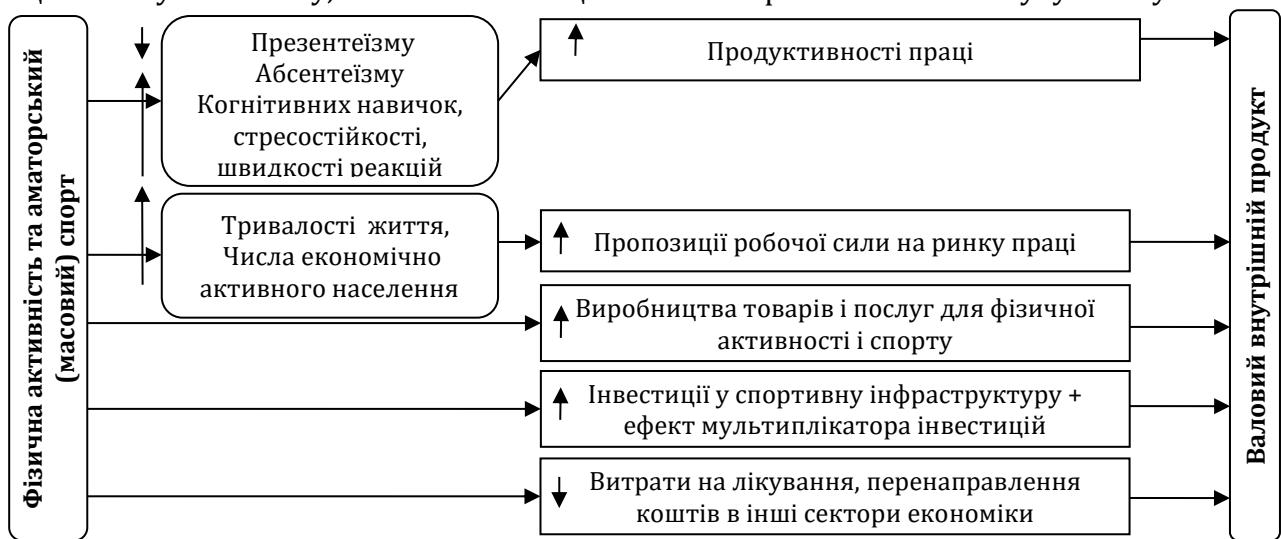 Фізична активність та аматорський
(масовий) спорт
Презентеїзму
Абсентеїзму
Когнітивних навичок,
стресостійкості,
швидкості реакцій
Продуктивності праці
Тривалості життя,
Числа економічно
активного населення
Пропозиції робочої сили на ринку праці
Виробництва товарів і послуг для фізичної
активності і спорту
Інвестиції у спортивну інфраструктуру +
ефект мультиплікатора інвестицій
Витрати на лікування, перенаправлення
коштів в інші сектори економіки
Валовий внутрішній продукт